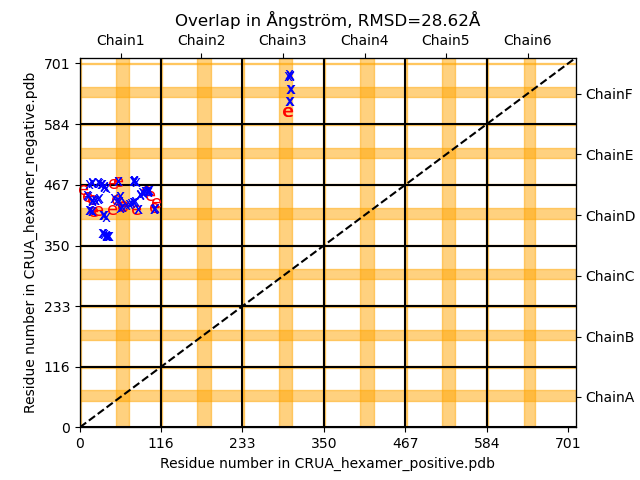 Overlap in Ångström, RMSD=28.62Å
Chain1 Chain2 Chain3 Chain4 Chain5 Chain6
701
584
467
350
233
116
0
Residue number in CRUA_hexamer_negative.pdb
ChainF
ChainE
ChainD
ChainC
ChainB
ChainA
0 116 233 350 467 584 701
Residue number in CRUA_hexamer_positive.pdb